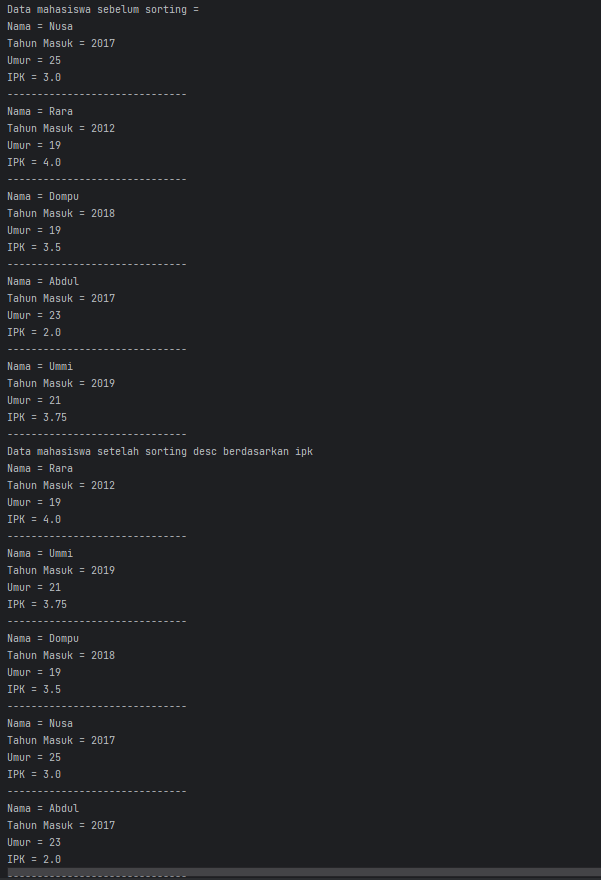 Data mahasiswa sebelum sorting =
Nama = Nusa
Tahun Masuk = 2017
Umur = 25
IPK = 3.0
------------------------------
Nama = Rara
Tahun Masuk = 2012
Umur = 19
IPK = 4.0
------------------------------
Nama = Dompu
Tahun Masuk = 2018
Umur = 19
IPK = 3.5
------------------------------
Nama = Abdul
Tahun Masuk = 2017
Umur = 23
IPK = 2.0
------------------------------
Nama = Ummi
Tahun Masuk = 2019
Umur = 21
IPK = 3.75
------------------------------
Data mahasiswa setelah sorting desc berdasarkan ipk
Nama = Rara
Tahun Masuk = 2012
Umur = 19
IPK = 4.0
------------------------------
Nama = Ummi
Tahun Masuk = 2019
Umur = 21
IPK = 3.75
------------------------------
Nama = Dompu
Tahun Masuk = 2018
Umur = 19
IPK = 3.5
------------------------------
Nama = Nusa
Tahun Masuk = 2017
Umur = 25
IPK = 3.0
------------------------------
Nama = Abdul
Tahun Masuk = 2017
Umur = 23
IPK = 2.0
------------------------------